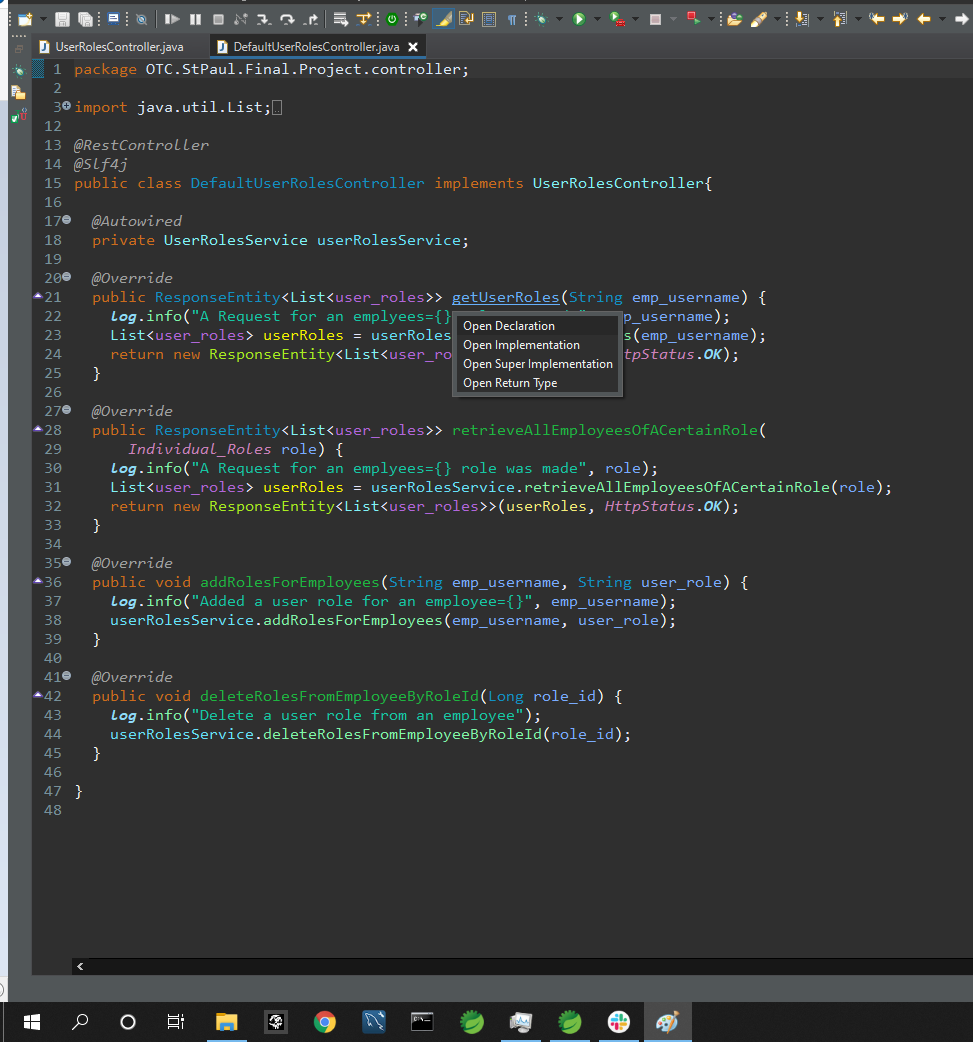 UserRolesController.java
DefaultUserRolesController.java
1 package OTC.StPaul.Final.Project.controller;
2
3 import java.util.List;
12
13 @RestController
14 @Slf4j
15 public class DefaultUserRolesController implements UserRolesController{
16
17 @Autowired
18 private UserRolesService userRolesService;
19
20 @Override
21 public ResponseEntity<List<user_roles>> getUserRoles(String emp_username) {
22 log.info("A Request for an emplyees={} p_username);
23 List<user_roles> userRoles = userRoles s(emp_username);
24 return new ResponseEntity<List<user_ro ttpStatus.OK);
25 }
Open Declaration
Open Implementation
Open Super Implementation
Open Return Type
26
27 @Override
28 public ResponseEntity<List<user_roles>> retrieveAllEmployeesOfACertainRole(
29 Individual_Roles role) {
30 log.info("A Request for an emplyees={} role was made", role);
31 List<user_roles> userRoles = userRolesService.retrieveAllEmployeesOfACertainRole(role);
32 return new ResponseEntity<List<user_roles>>(userRoles, HttpStatus.OK);
33 }
34
35 @Override
36 public void addRolesForEmployees(String emp_username, String user_role) {
37 log.info("Added a user role for an employee={}", emp_username);
38 userRolesService.addRolesForEmployees(emp_username, user_role);
39 }
40
41 @Override
42 public void deleteRolesFromEmployeeByRoleId(Long role_id) {
43 log.info("Delete a user role from an employee");
44 userRolesService.deleteRolesFromEmployeeByRoleId(role_id);
45 }
46
47 }
48